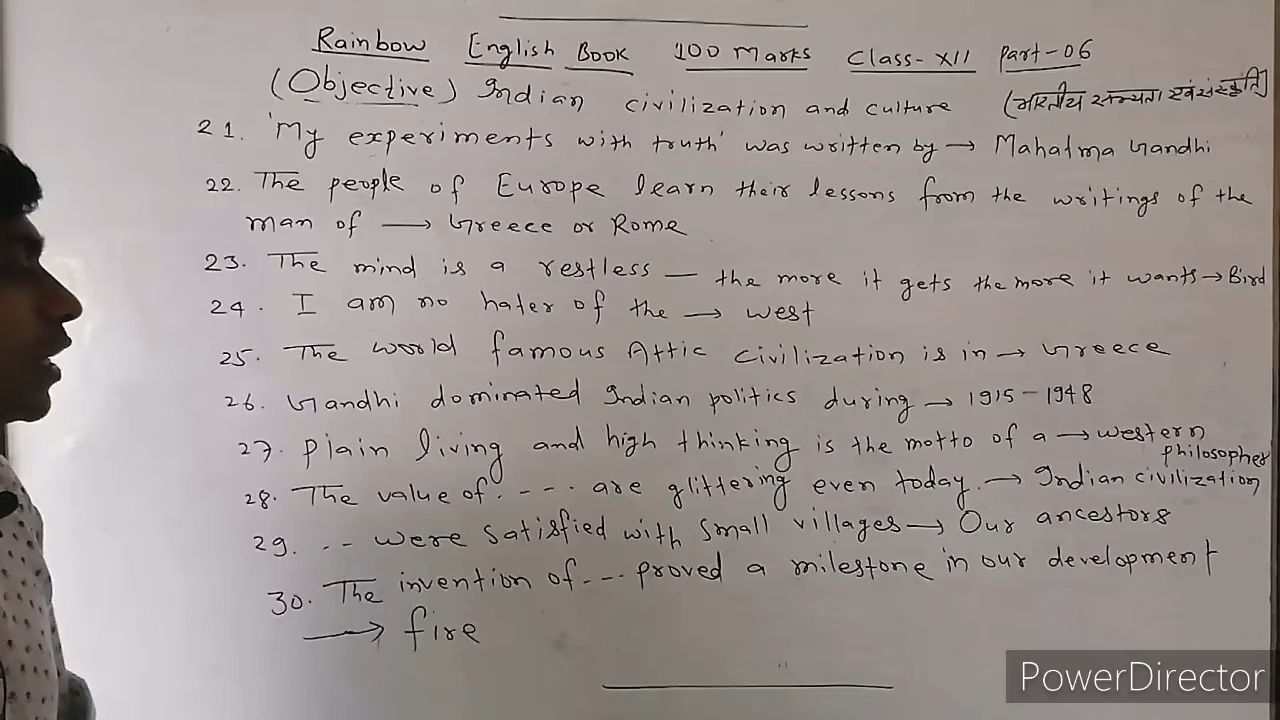 Rainbow English Book 100 Marks Class-XII Part-06
(Objective) Indian civilization and culture (भारतीय सभ्यता एवं संस्कृति)
21. 'My experiments with truth' was written by → Mahatma Gandhi
22. The people of Europe learn their lessons from the writings of the
man of → Greece or Rome
23. The mind is a restless — the more it gets the more it wants → Bird
24. I am no hater of the → west
25. The world famous Attic civilization is in → Greece
26. Gandhi dominated Indian politics during → 1915-1948
27. Plain living and high thinking is the motto of a → western
philosopher
28. The value of .--- are glittering even today. → Indian civilization
29. .-- were satisfied with small villages → Our ancestors
30. The invention of .--- proved a milestone in our development
→ fire
PowerDirector